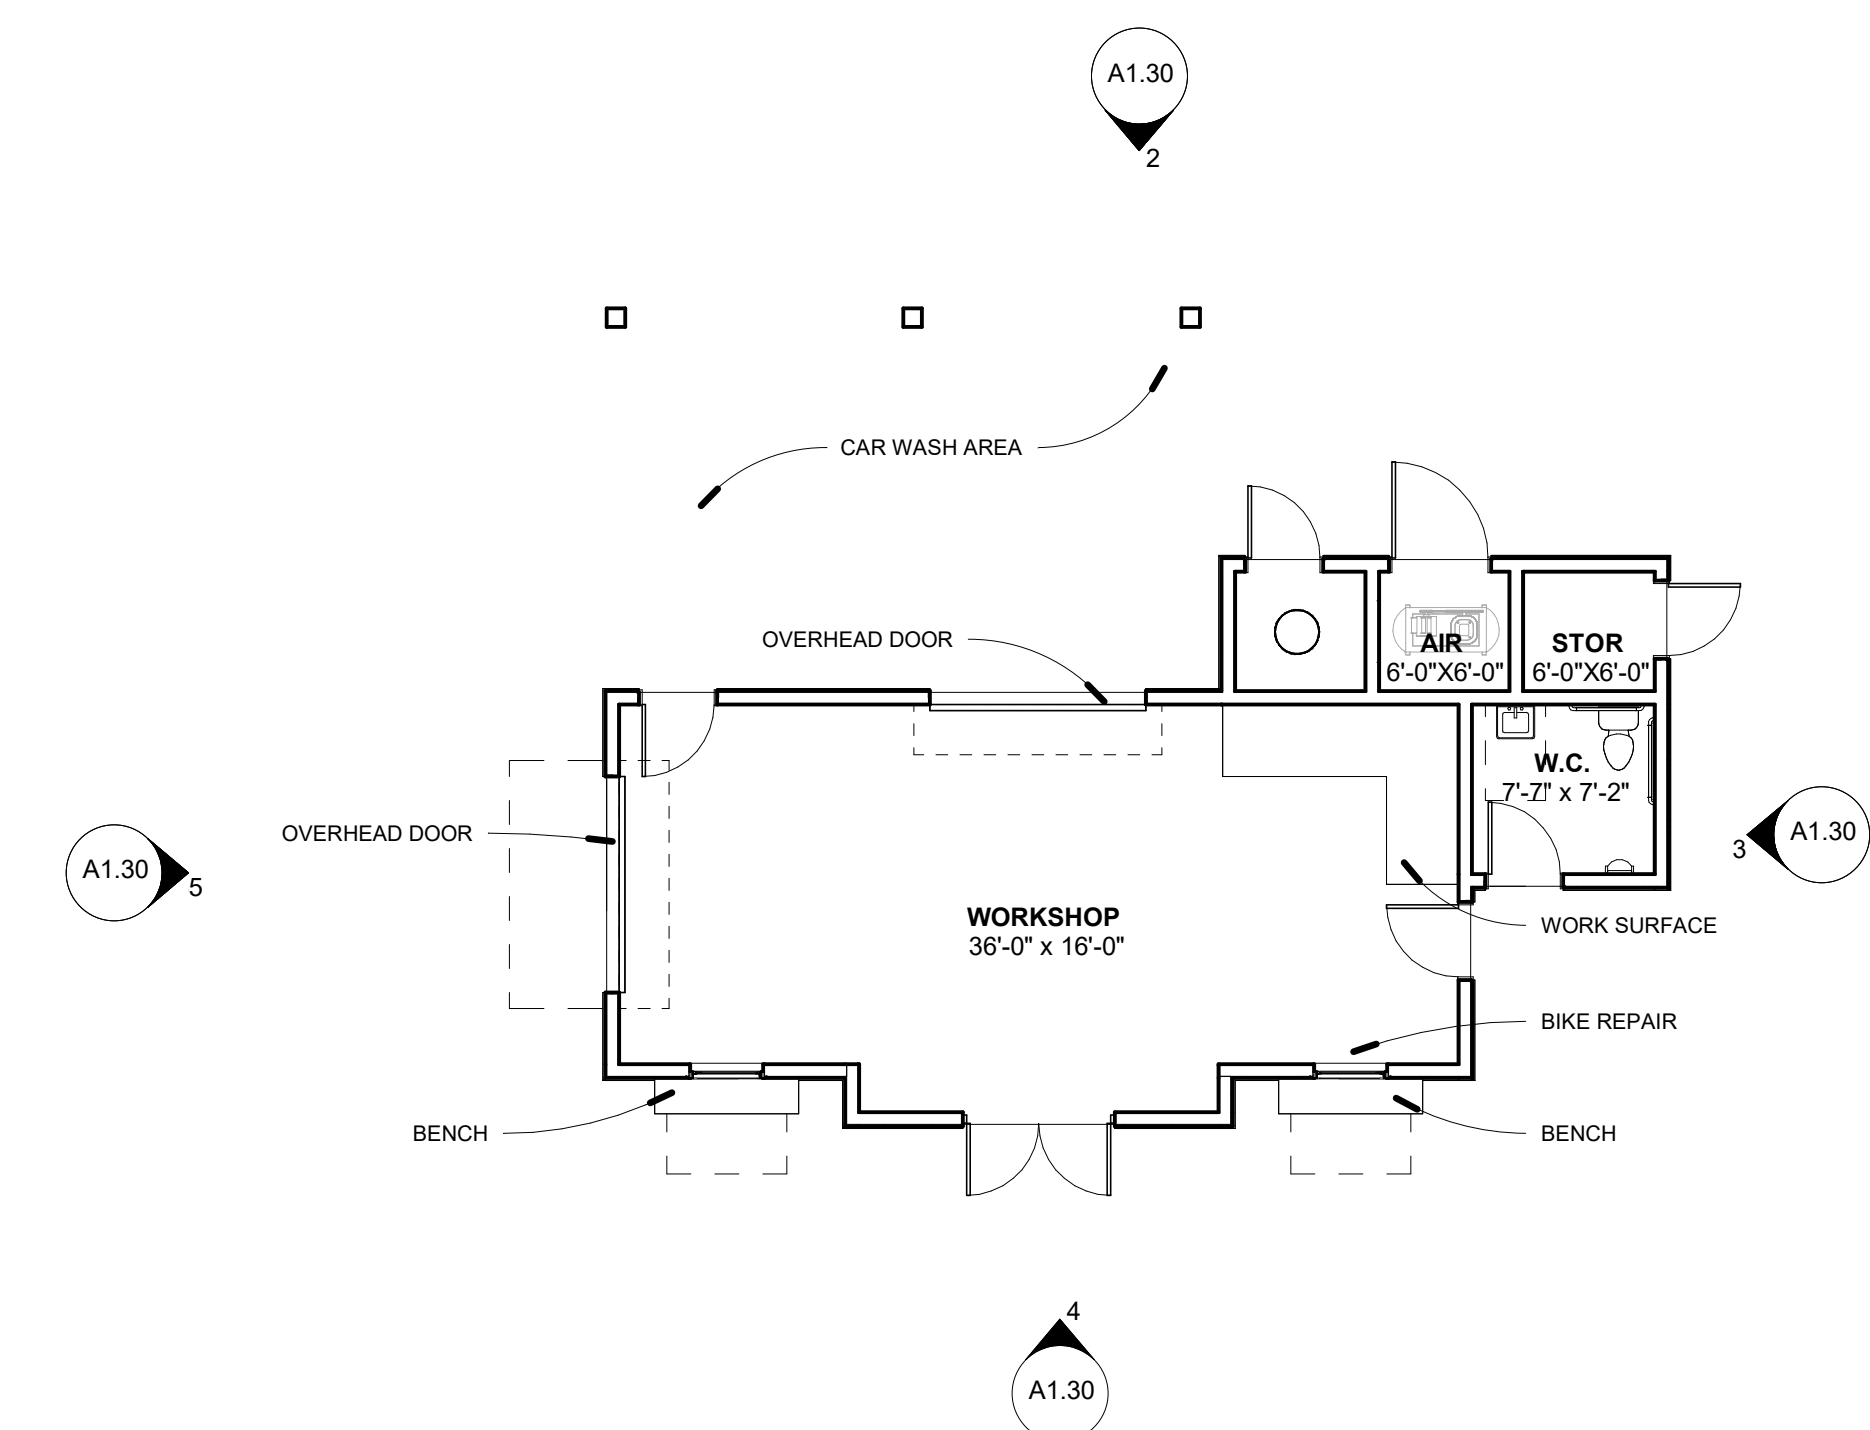 A1.30
2
CAR WASH AREA
OVERHEAD DOOR
AIR
6'-0"X6'-0"
STOR
6'-0"X6'-0"
W.C.
7'-7" x 7'-2"
OVERHEAD DOOR
A1.30
5
3
A1.30
WORKSHOP
36'-0" x 16'-0"
WORK SURFACE
BIKE REPAIR
BENCH
BENCH
4
A1.30